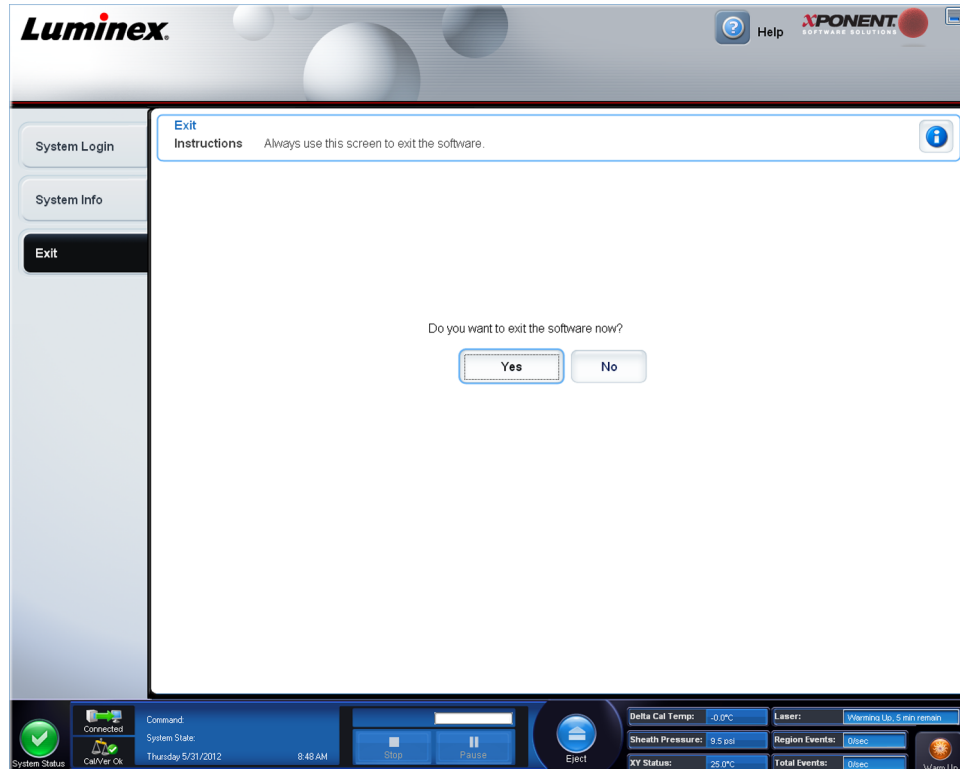 Luminex.
Help
XPONENT.
SOFTWARE SOLUTIONS
System Login
System Info
Exit
Exit
Instructions Always use this screen to exit the software.
Do you want to exit the software now?
Yes No
System Status
Connected
Cal/Ver Ok
Command:
System State:
Thursday 5/31/2012 8:48 AM
Stop
Pause
Eject
Delta Cal Temp: -0.0°C
Sheath Pressure: 9.5 psi
XY Status: 25.0°C
Laser: Warming Up, 5 min remain
Region Events: 0/sec
Total Events: 0/sec
Warm Up